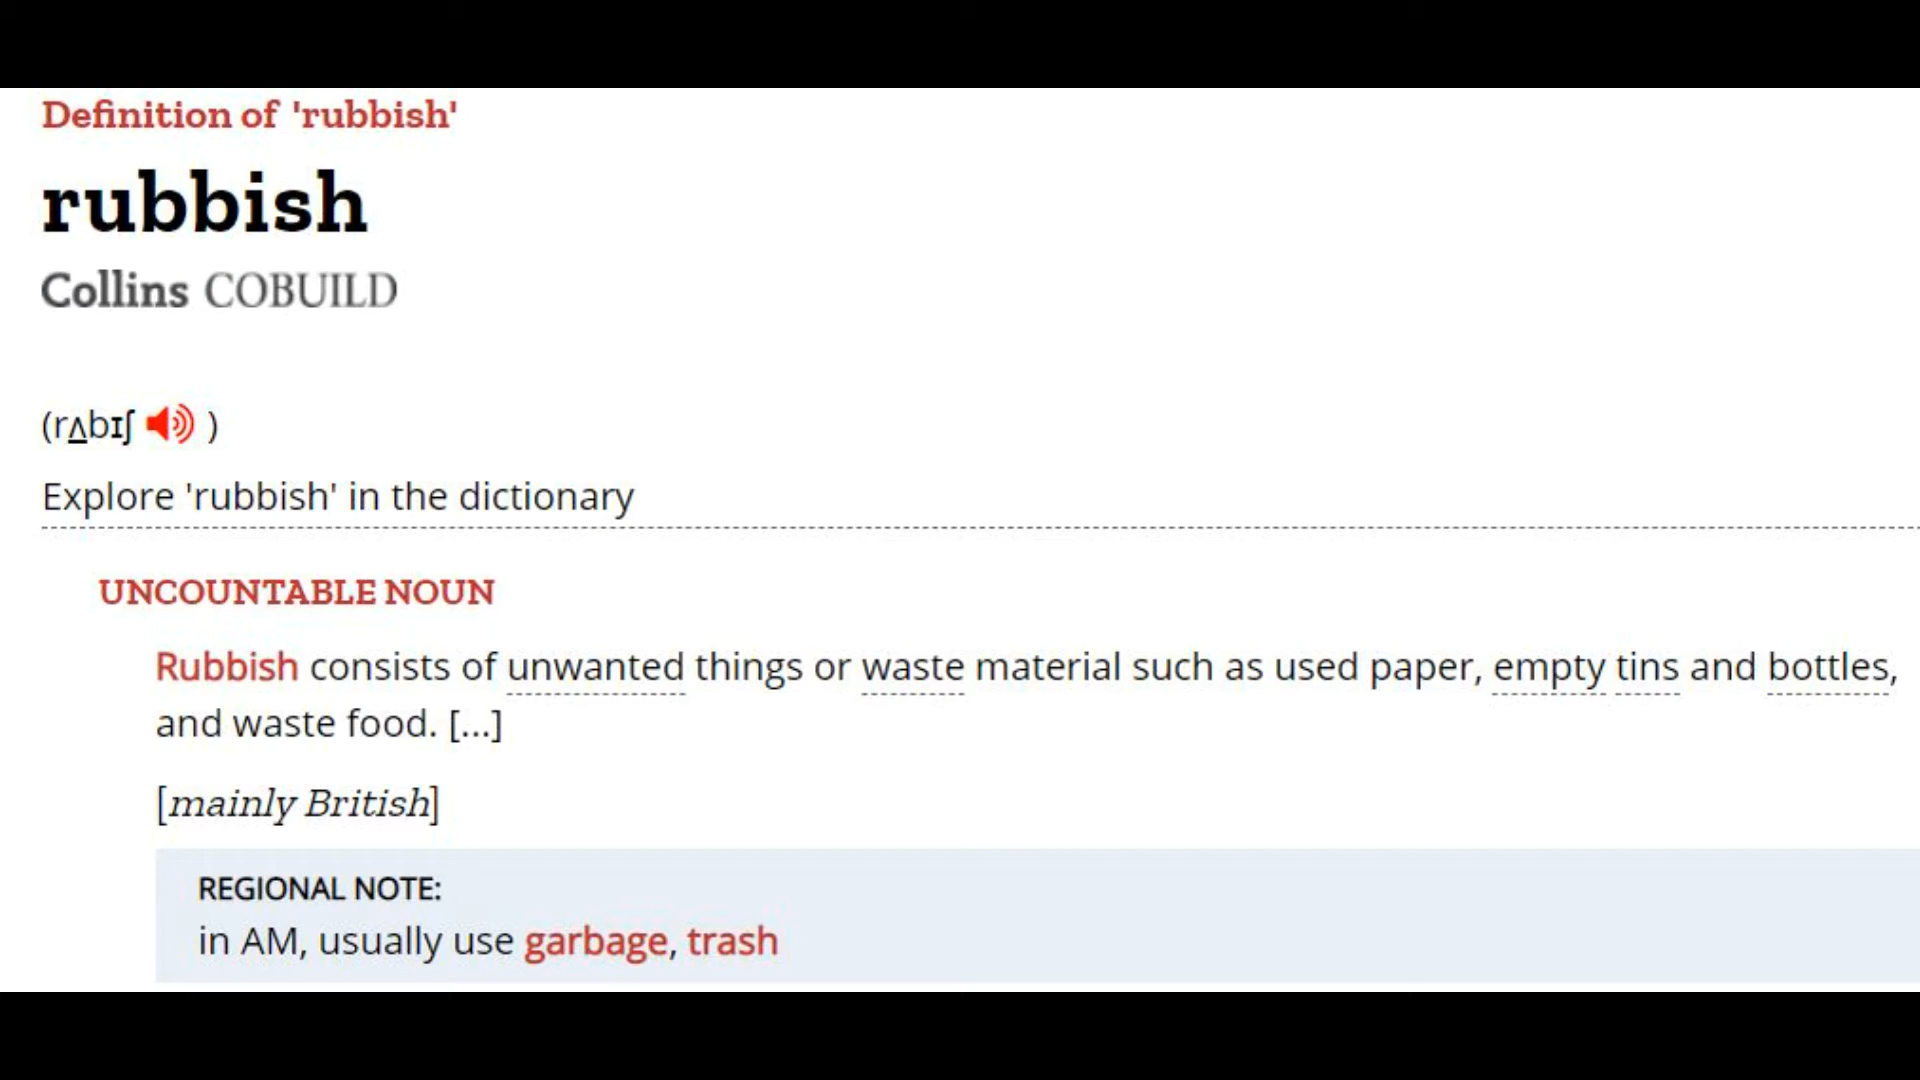 Definition of 'rubbish'
rubbish
Collins COBUILD
(rʌbɪʃ )
Explore 'rubbish' in the dictionary
UNCOUNTABLE NOUN
Rubbish consists of unwanted things or waste material such as used paper, empty tins and bottles,
and waste food. [...]
[mainly British]
REGIONAL NOTE:
in AM, usually use garbage, trash